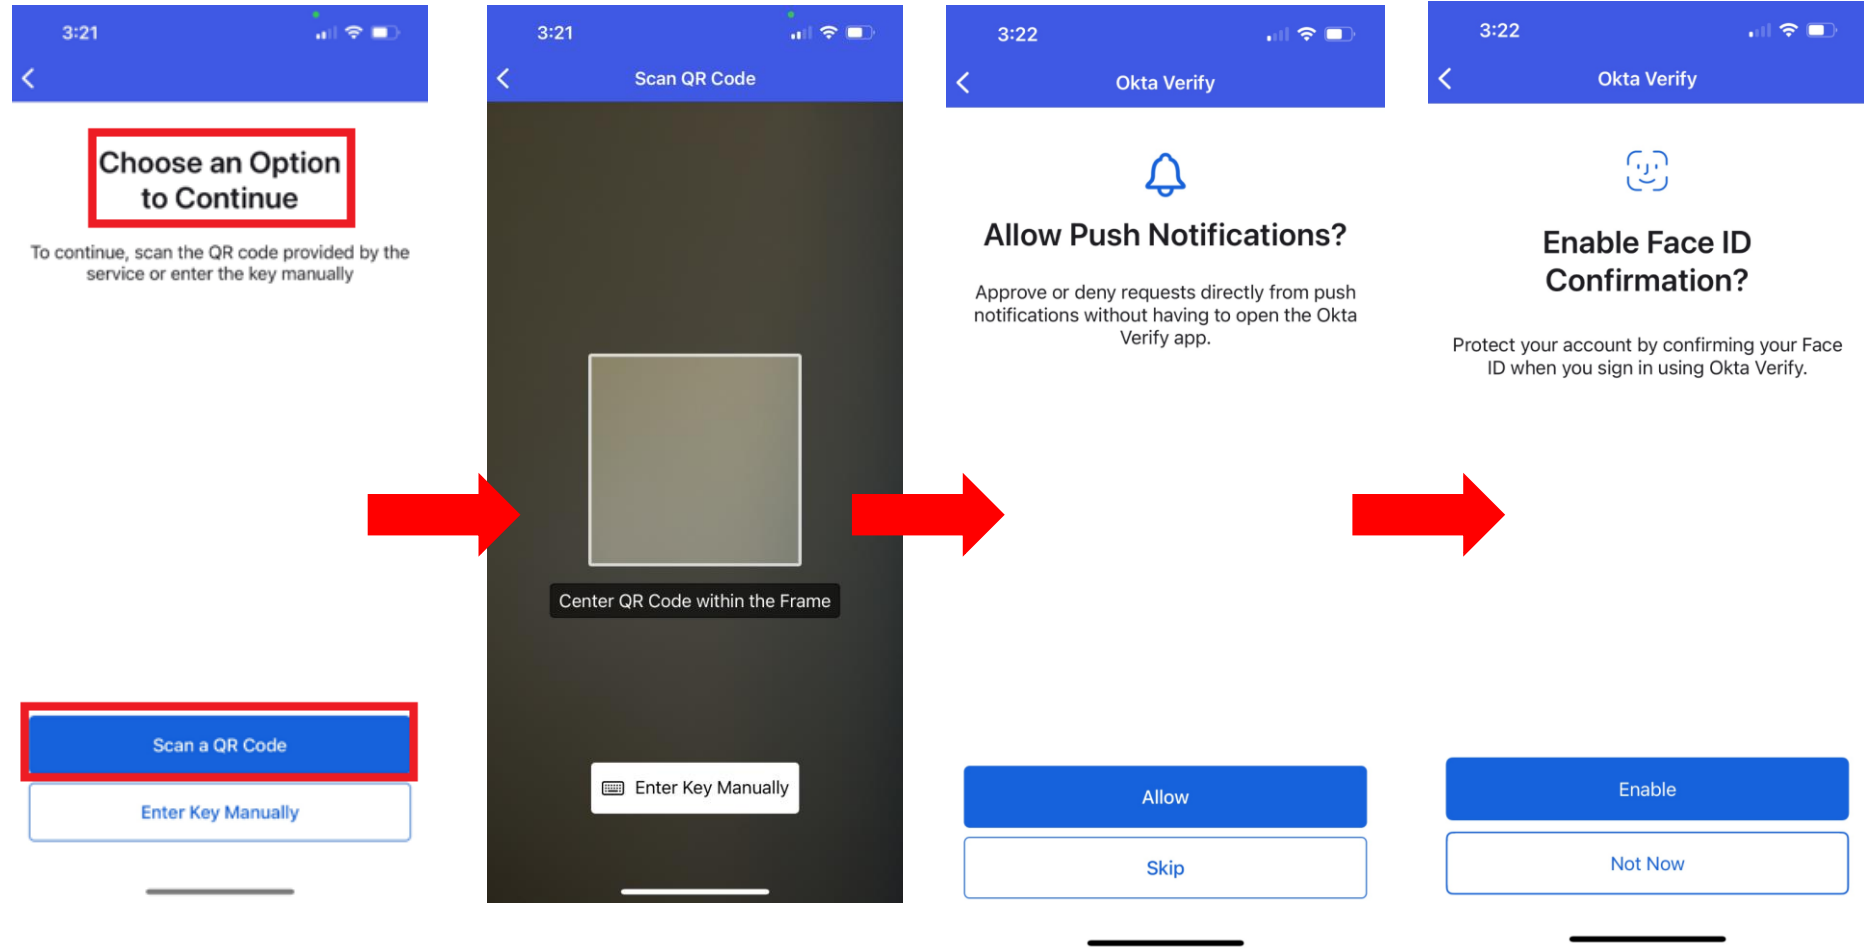 3:21
Choose an Option
to Continue
To continue, scan the QR code provided by the
service or enter the key manually
Scan a QR Code
Enter Key Manually
3:21
Scan QR Code
Center QR Code within the Frame
Enter Key Manually
3:22
Okta Verify
Allow Push Notifications?
Approve or deny requests directly from push
notifications without having to open the Okta
Verify app.
Allow
Skip
3:22
Okta Verify
Enable Face ID
Confirmation?
Protect your account by confirming your Face
ID when you sign in using Okta Verify.
Enable
Not Now